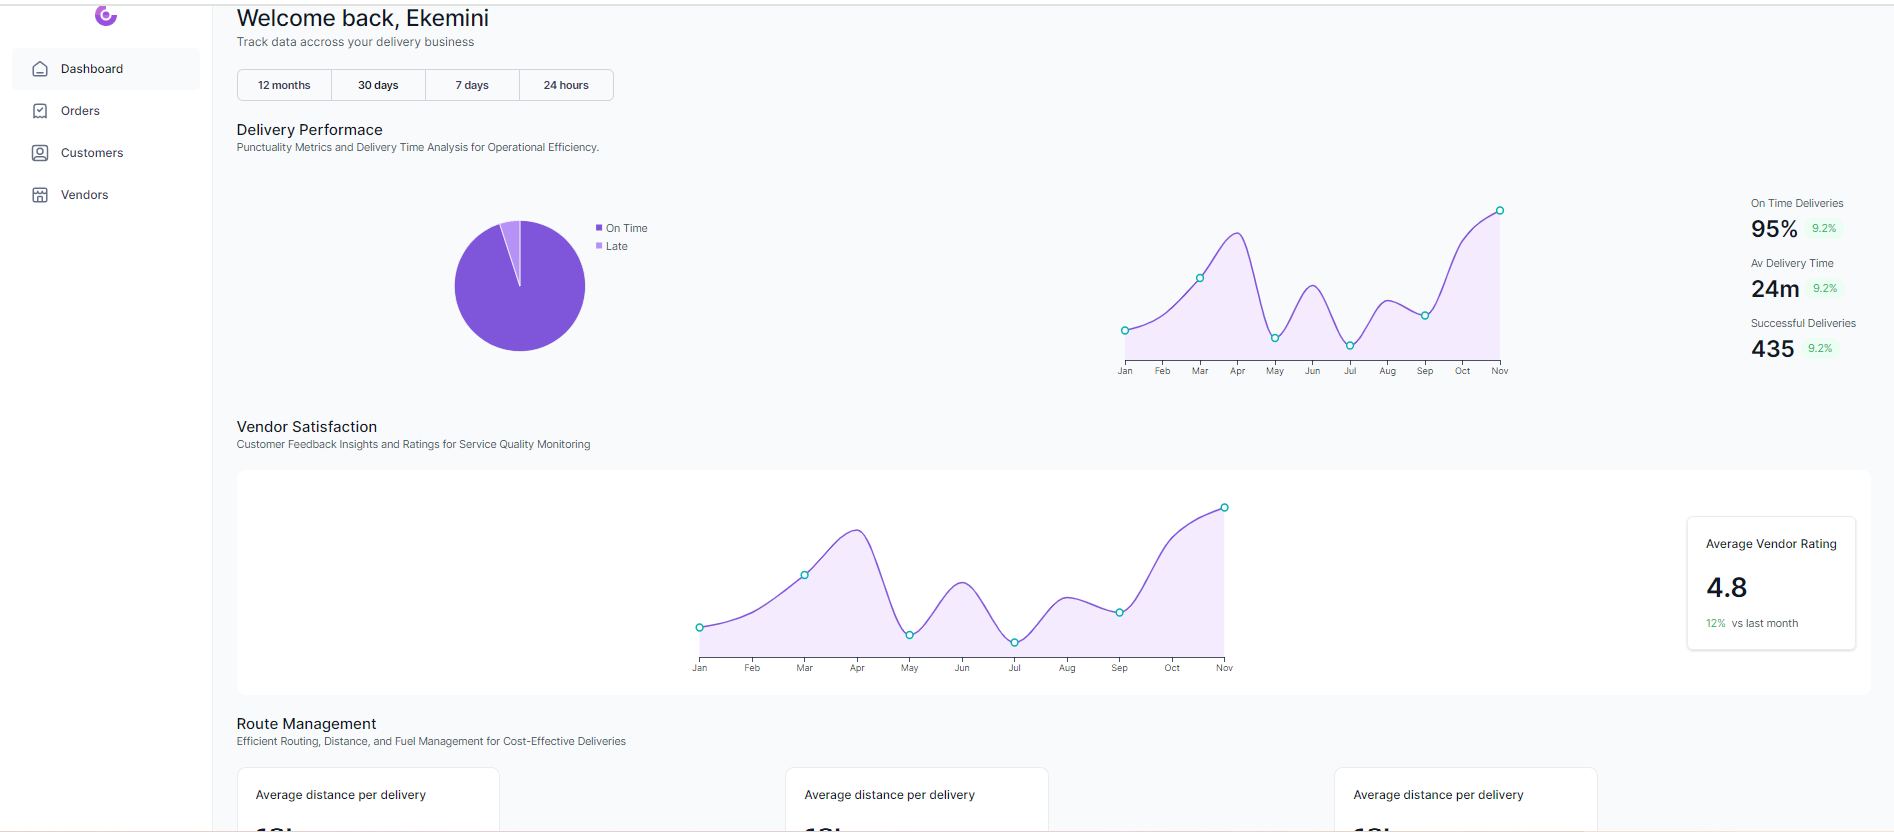 Welcome back, Ekemini
Track data accross your delivery business
Dashboard
Orders
Customers
Vendors
12 months 30 days 7 days 24 hours
Delivery Performace
Punctuality Metrics and Delivery Time Analysis for Operational Efficiency.
On Time
Late
Jan Feb Mar Apr May Jun Jul Aug Sep Oct Nov
On Time Deliveries
95% 9.2%
Av Delivery Time
24m 9.2%
Successful Deliveries
435 9.2%
Vendor Satisfaction
Customer Feedback Insights and Ratings for Service Quality Monitoring
Jan Feb Mar Apr May Jun Jul Aug Sep Oct Nov
Average Vendor Rating
4.8
12% vs last month
Route Management
Efficient Routing, Distance, and Fuel Management for Cost-Effective Deliveries
Average distance per delivery
Average distance per delivery
Average distance per delivery